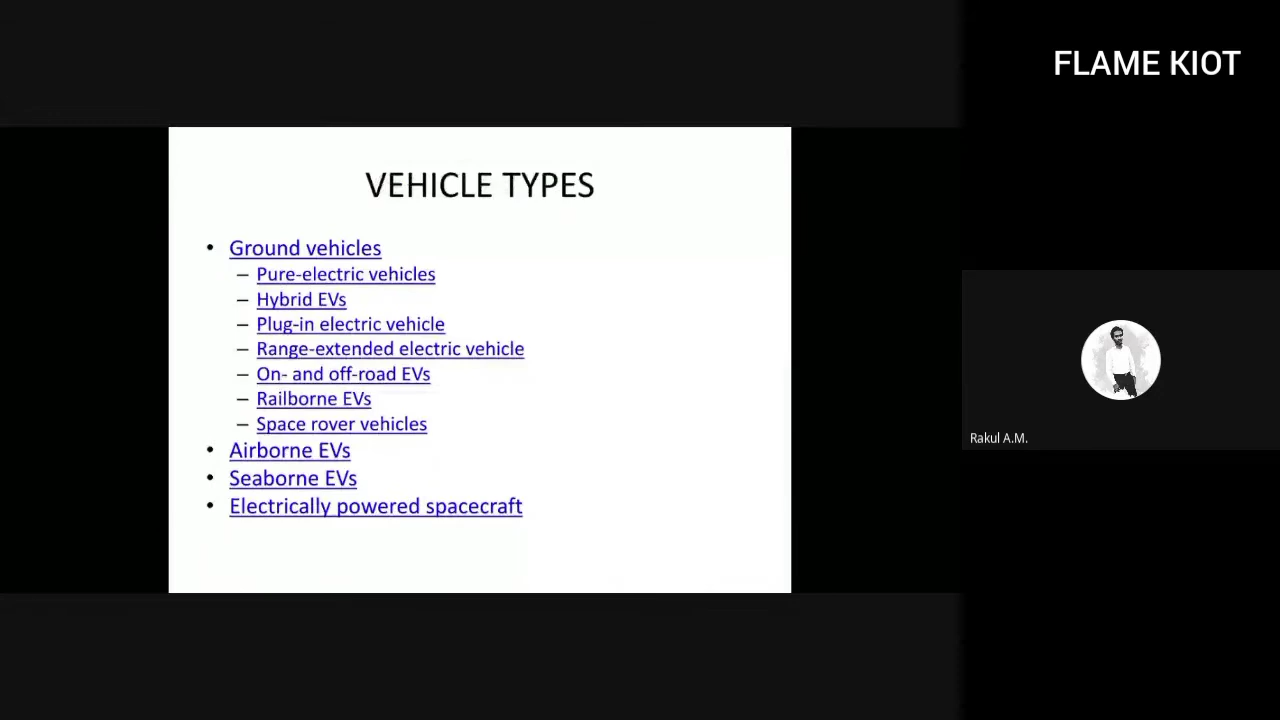 FLAME KIOT
VEHICLE TYPES
• Ground vehicles
– Pure-electric vehicles
– Hybrid EVs
– Plug-in electric vehicle
– Range-extended electric vehicle
– On- and off-road EVs
– Railborne EVs
– Space rover vehicles
• Airborne EVs
• Seaborne EVs
• Electrically powered spacecraft
Rakul A.M.